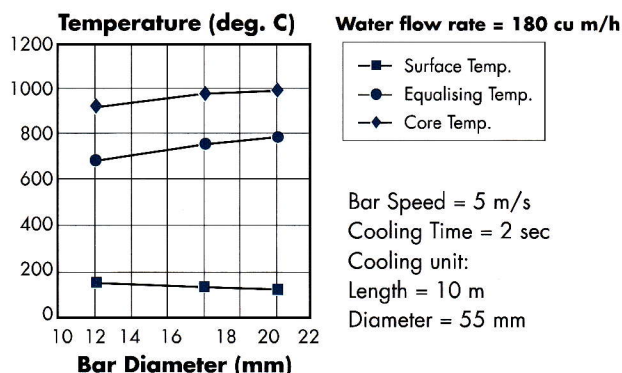 Temperature (deg. C)
1200
1000
800
600
400
200
0
10 12 14 16 18 20 22
Bar Diameter (mm)
Water flow rate = 180 cu m/h
Surface Temp.
Equalising Temp.
Core Temp.
Bar Speed = 5 m/s
Cooling Time = 2 sec
Cooling unit:
Length = 10 m
Diameter = 55 mm